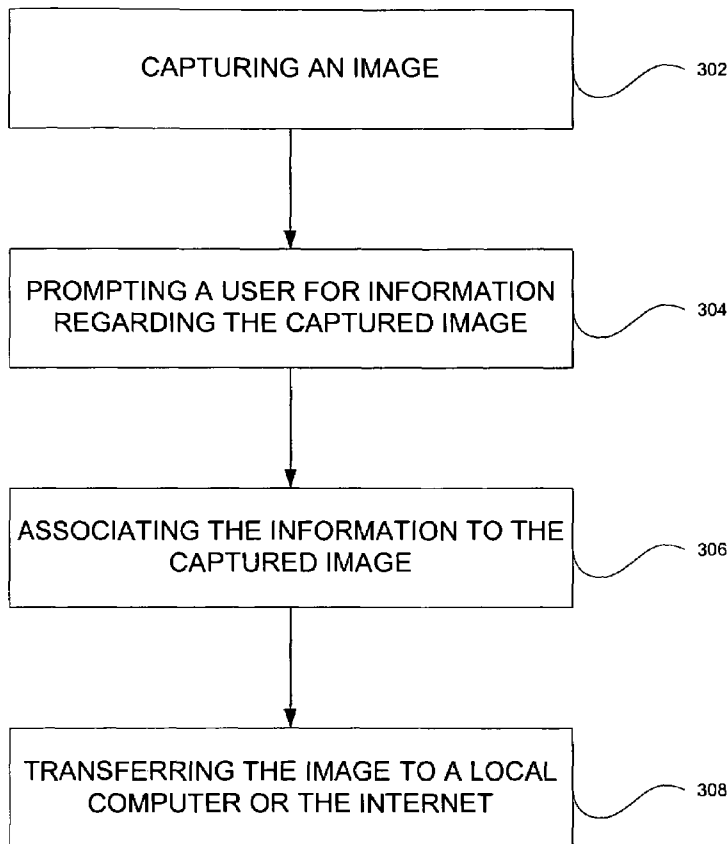 CAPTURING AN IMAGE
302
PROMPTING A USER FOR INFORMATION
REGARDING THE CAPTURED IMAGE
304
ASSOCIATING THE INFORMATION TO THE
CAPTURED IMAGE
306
TRANSFERRING THE IMAGE TO A LOCAL
COMPUTER OR THE INTERNET
308